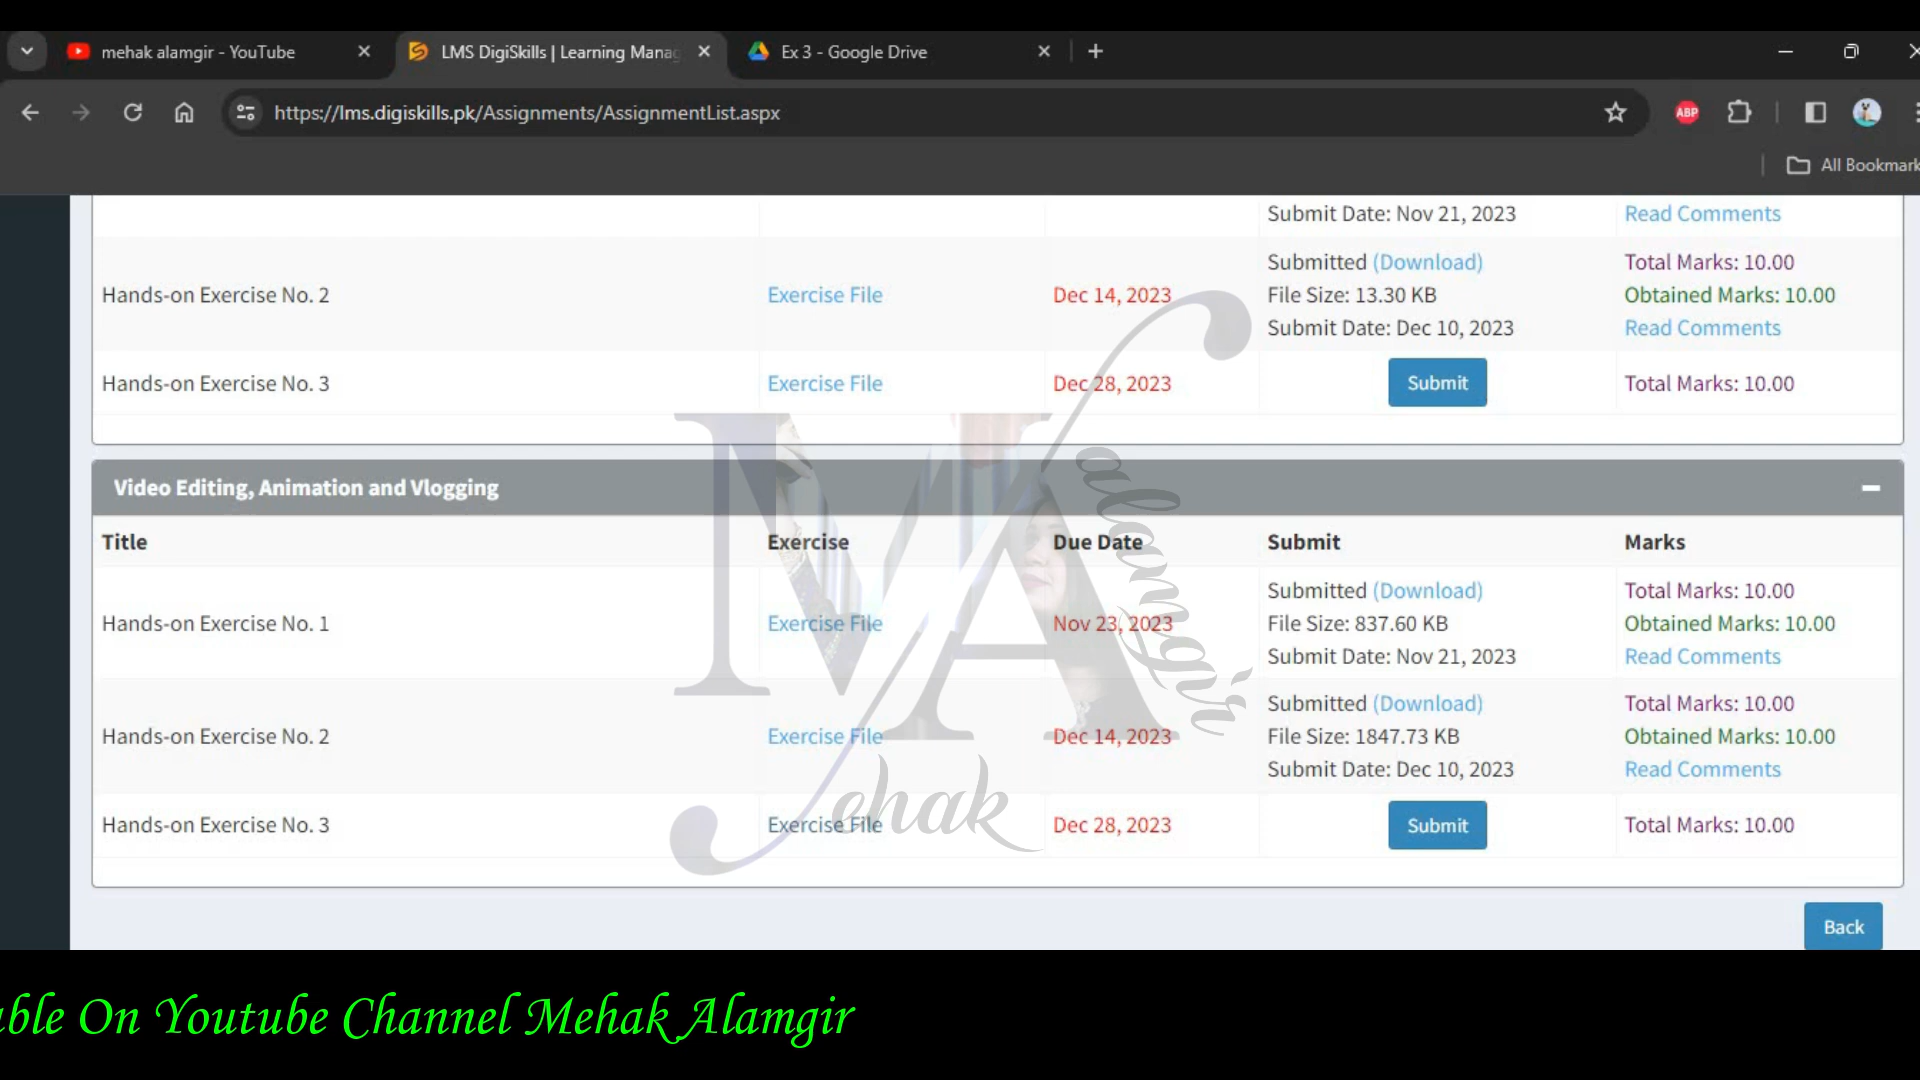 mehak alamgir - YouTube
LMS DigiSkills | Learning Manag
Ex 3 - Google Drive
https://lms.digiskills.pk/Assignments/AssignmentList.aspx
ABP
All Bookmark
Submit Date: Nov 21, 2023 Read Comments
Hands-on Exercise No. 2 Exercise File Dec 14, 2023
Submitted (Download)
File Size: 13.30 KB
Submit Date: Dec 10, 2023
Total Marks: 10.00
Obtained Marks: 10.00
Read Comments
Hands-on Exercise No. 3 Exercise File Dec 28, 2023 Submit Total Marks: 10.00
Video Editing, Animation and Vlogging
Title Exercise Due Date Submit Marks
Hands-on Exercise No. 1 Exercise File Nov 23, 2023
Submitted (Download)
File Size: 837.60 KB
Submit Date: Nov 21, 2023
Total Marks: 10.00
Obtained Marks: 10.00
Read Comments
Hands-on Exercise No. 2 Exercise File Dec 14, 2023
Submitted (Download)
File Size: 1847.73 KB
Submit Date: Dec 10, 2023
Total Marks: 10.00
Obtained Marks: 10.00
Read Comments
Hands-on Exercise No. 3 Exercise File Dec 28, 2023 Submit Total Marks: 10.00
Back
MA
Mehak
alamgir
able On Youtube Channel Mehak Alamgir